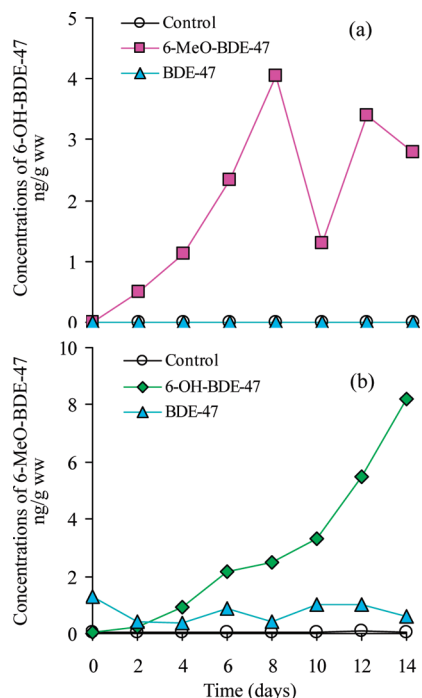 Control
6-MeO-BDE-47
BDE-47
(a)
Concentrations of 6-OH-BDE-47
ng/g ww
5
4
3
2
1
0
Control
6-OH-BDE-47
BDE-47
(b)
Concentrations of 6-MeO-BDE-47
ng/g ww
10
8
6
4
2
0
0 2 4 6 8 10 12 14
Time (days)